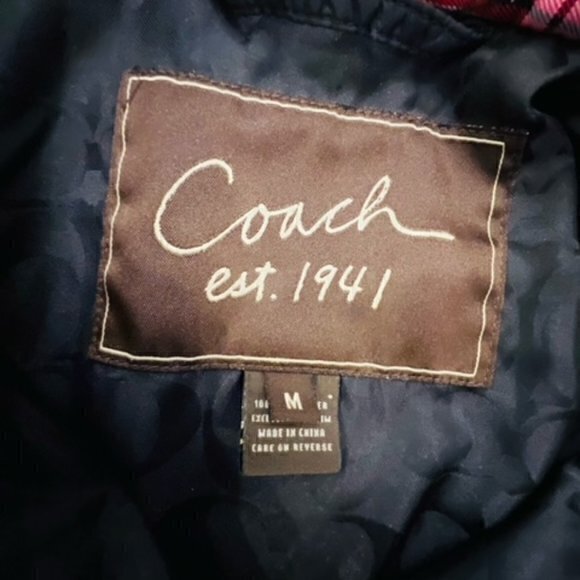 Coach
est. 1941
M
MADE IN CHINA
CARE ON REVERSE